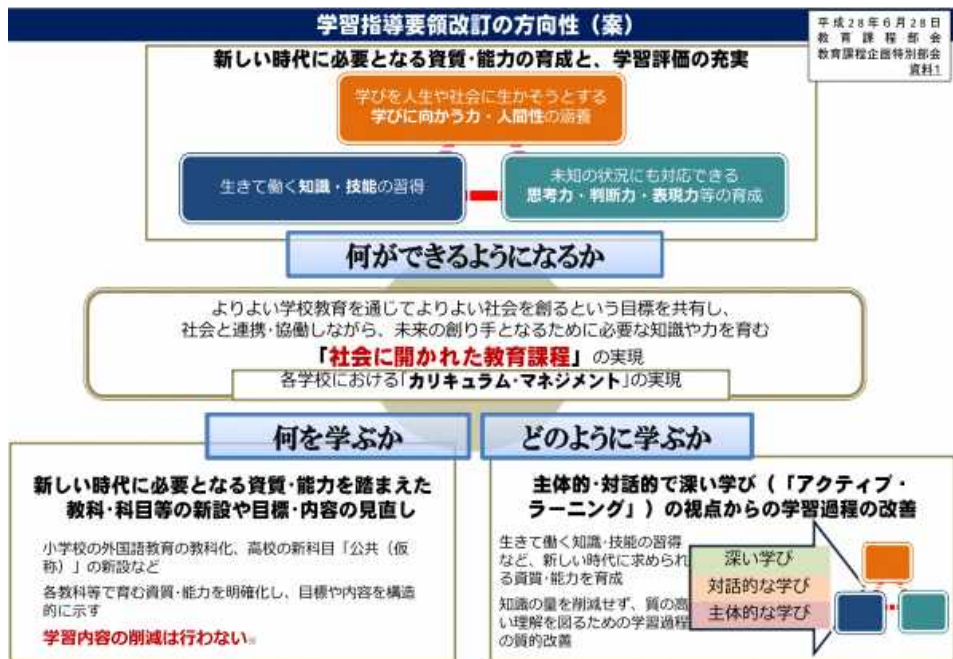 学習指導要領改訂の方向性（案）
平成28年6月28日
教育課程部会
教育課程企画特別部会
資料1
新しい時代に必要となる資質･能力の育成と、学習評価の充実
学びを人生や社会に生かそうとする
学びに向かう力・人間性の涵養
生きて働く知識・技能の習得
未知の状況にも対応できる
思考力・判断力・表現力等の育成
何ができるようになるか
よりよい学校教育を通じてよりよい社会を創るという目標を共有し、
社会と連携･協働しながら、未来の創り手となるために必要な知識や力を育む
「社会に開かれた教育課程」の実現
各学校における「カリキュラム･マネジメント」の実現
何を学ぶか
新しい時代に必要となる資質･能力を踏まえた
教科･科目等の新設や目標･内容の見直し
小学校の外国語教育の教科化、高校の新科目「公共（仮
称）」の新設など
各教科等で育む資質･能力を明確化し、目標や内容を構造
的に示す
学習内容の削減は行わない※
どのように学ぶか
主体的･対話的で深い学び（「アクティブ・
ラーニング」）の視点からの学習過程の改善
生きて働く知識･技能の習得
など、新しい時代に求められ
る資質･能力を育成
知識の量を削減せず、質の高
い理解を図るための学習過程
の質的改善
深い学び
対話的な学び
主体的な学び